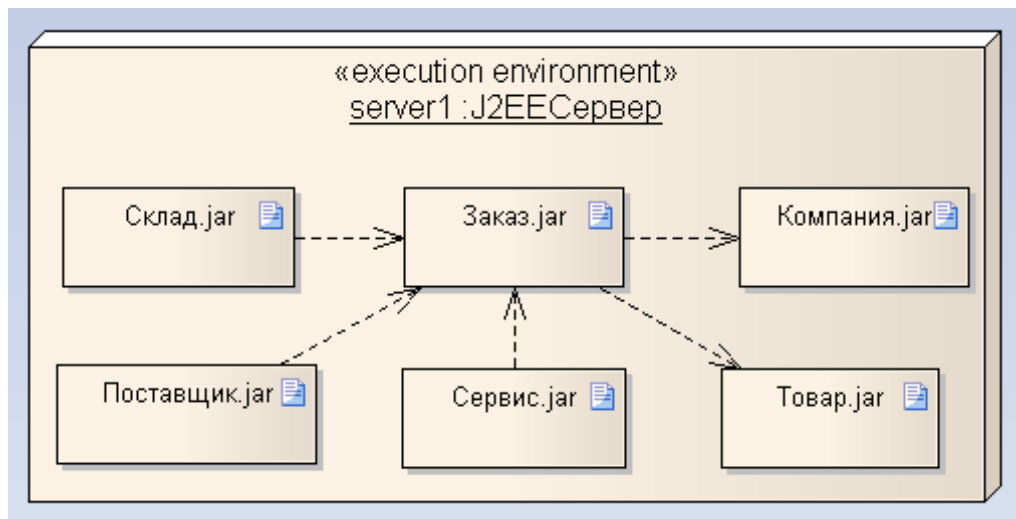 «execution environment»
server1 :J2EEСервер
Склад.jar
Заказ.jar
Компания.jar
Поставщик.jar
Сервис.jar
Товар.jar